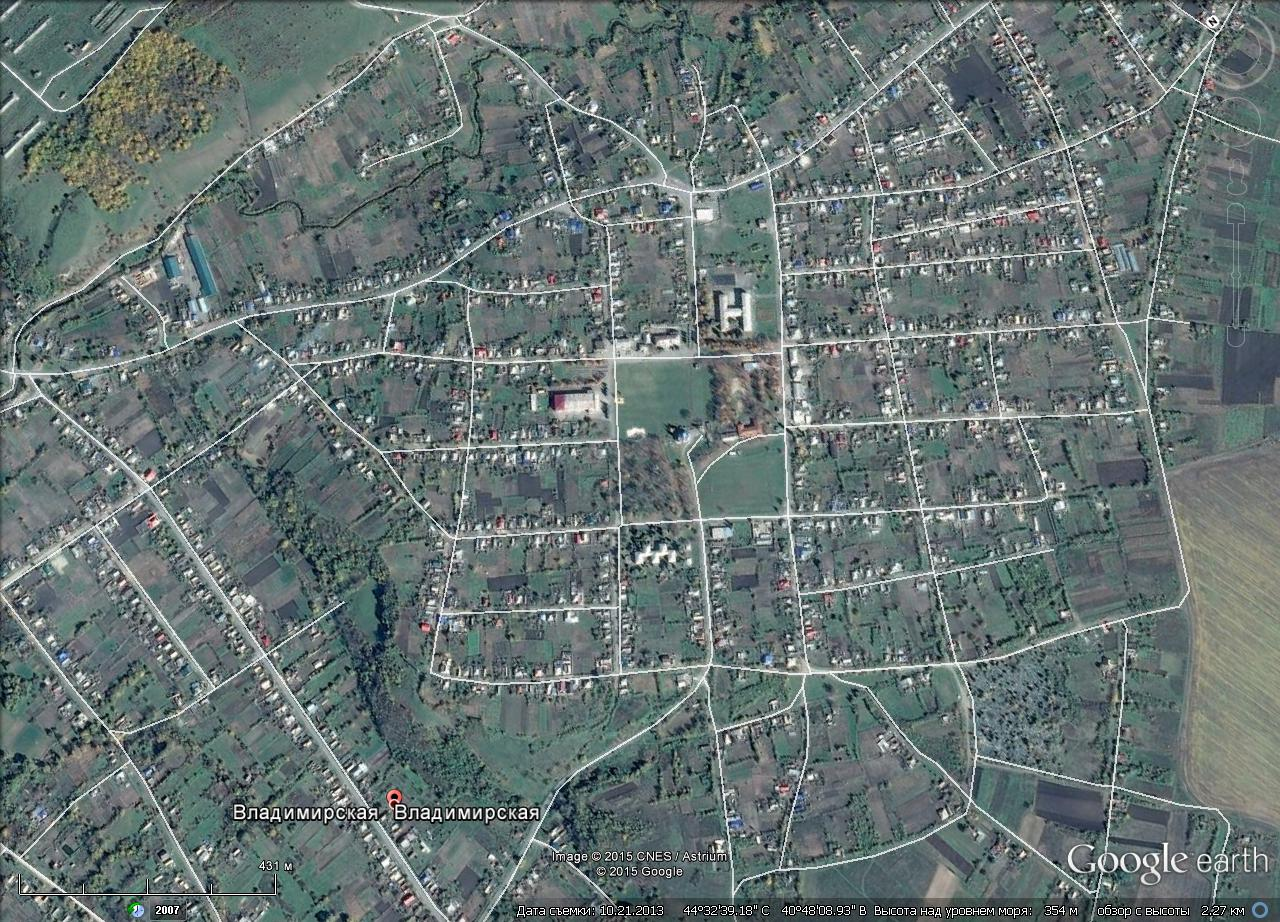 N
Владимирская Владимирская
431 м
Image © 2015 CNES / Astrium
© 2015 Google
Google earth
2007
Дата съемки: 10.21.2013 44°32'39.18" С 40°48'08.93" В Высота над уровнем моря: 354 м обзор с высоты 2.27 км